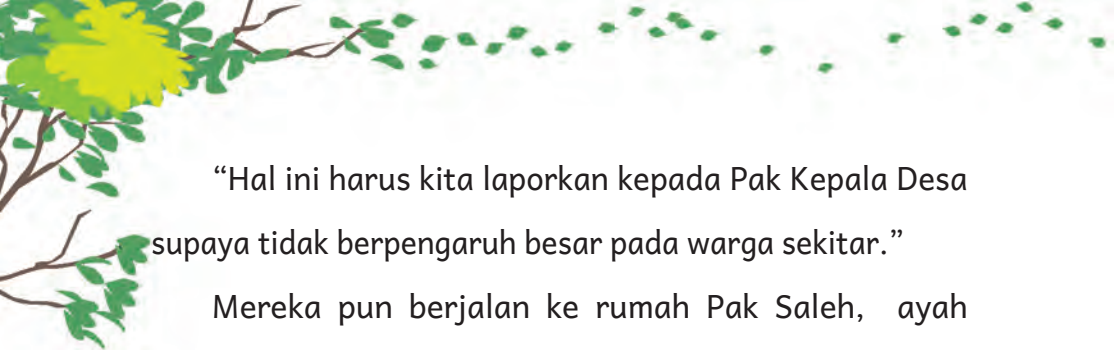 “Hal ini harus kita laporkan kepada Pak Kepala Desa
supaya tidak berpengaruh besar pada warga sekitar.”
Mereka pun berjalan ke rumah Pak Saleh, ayah